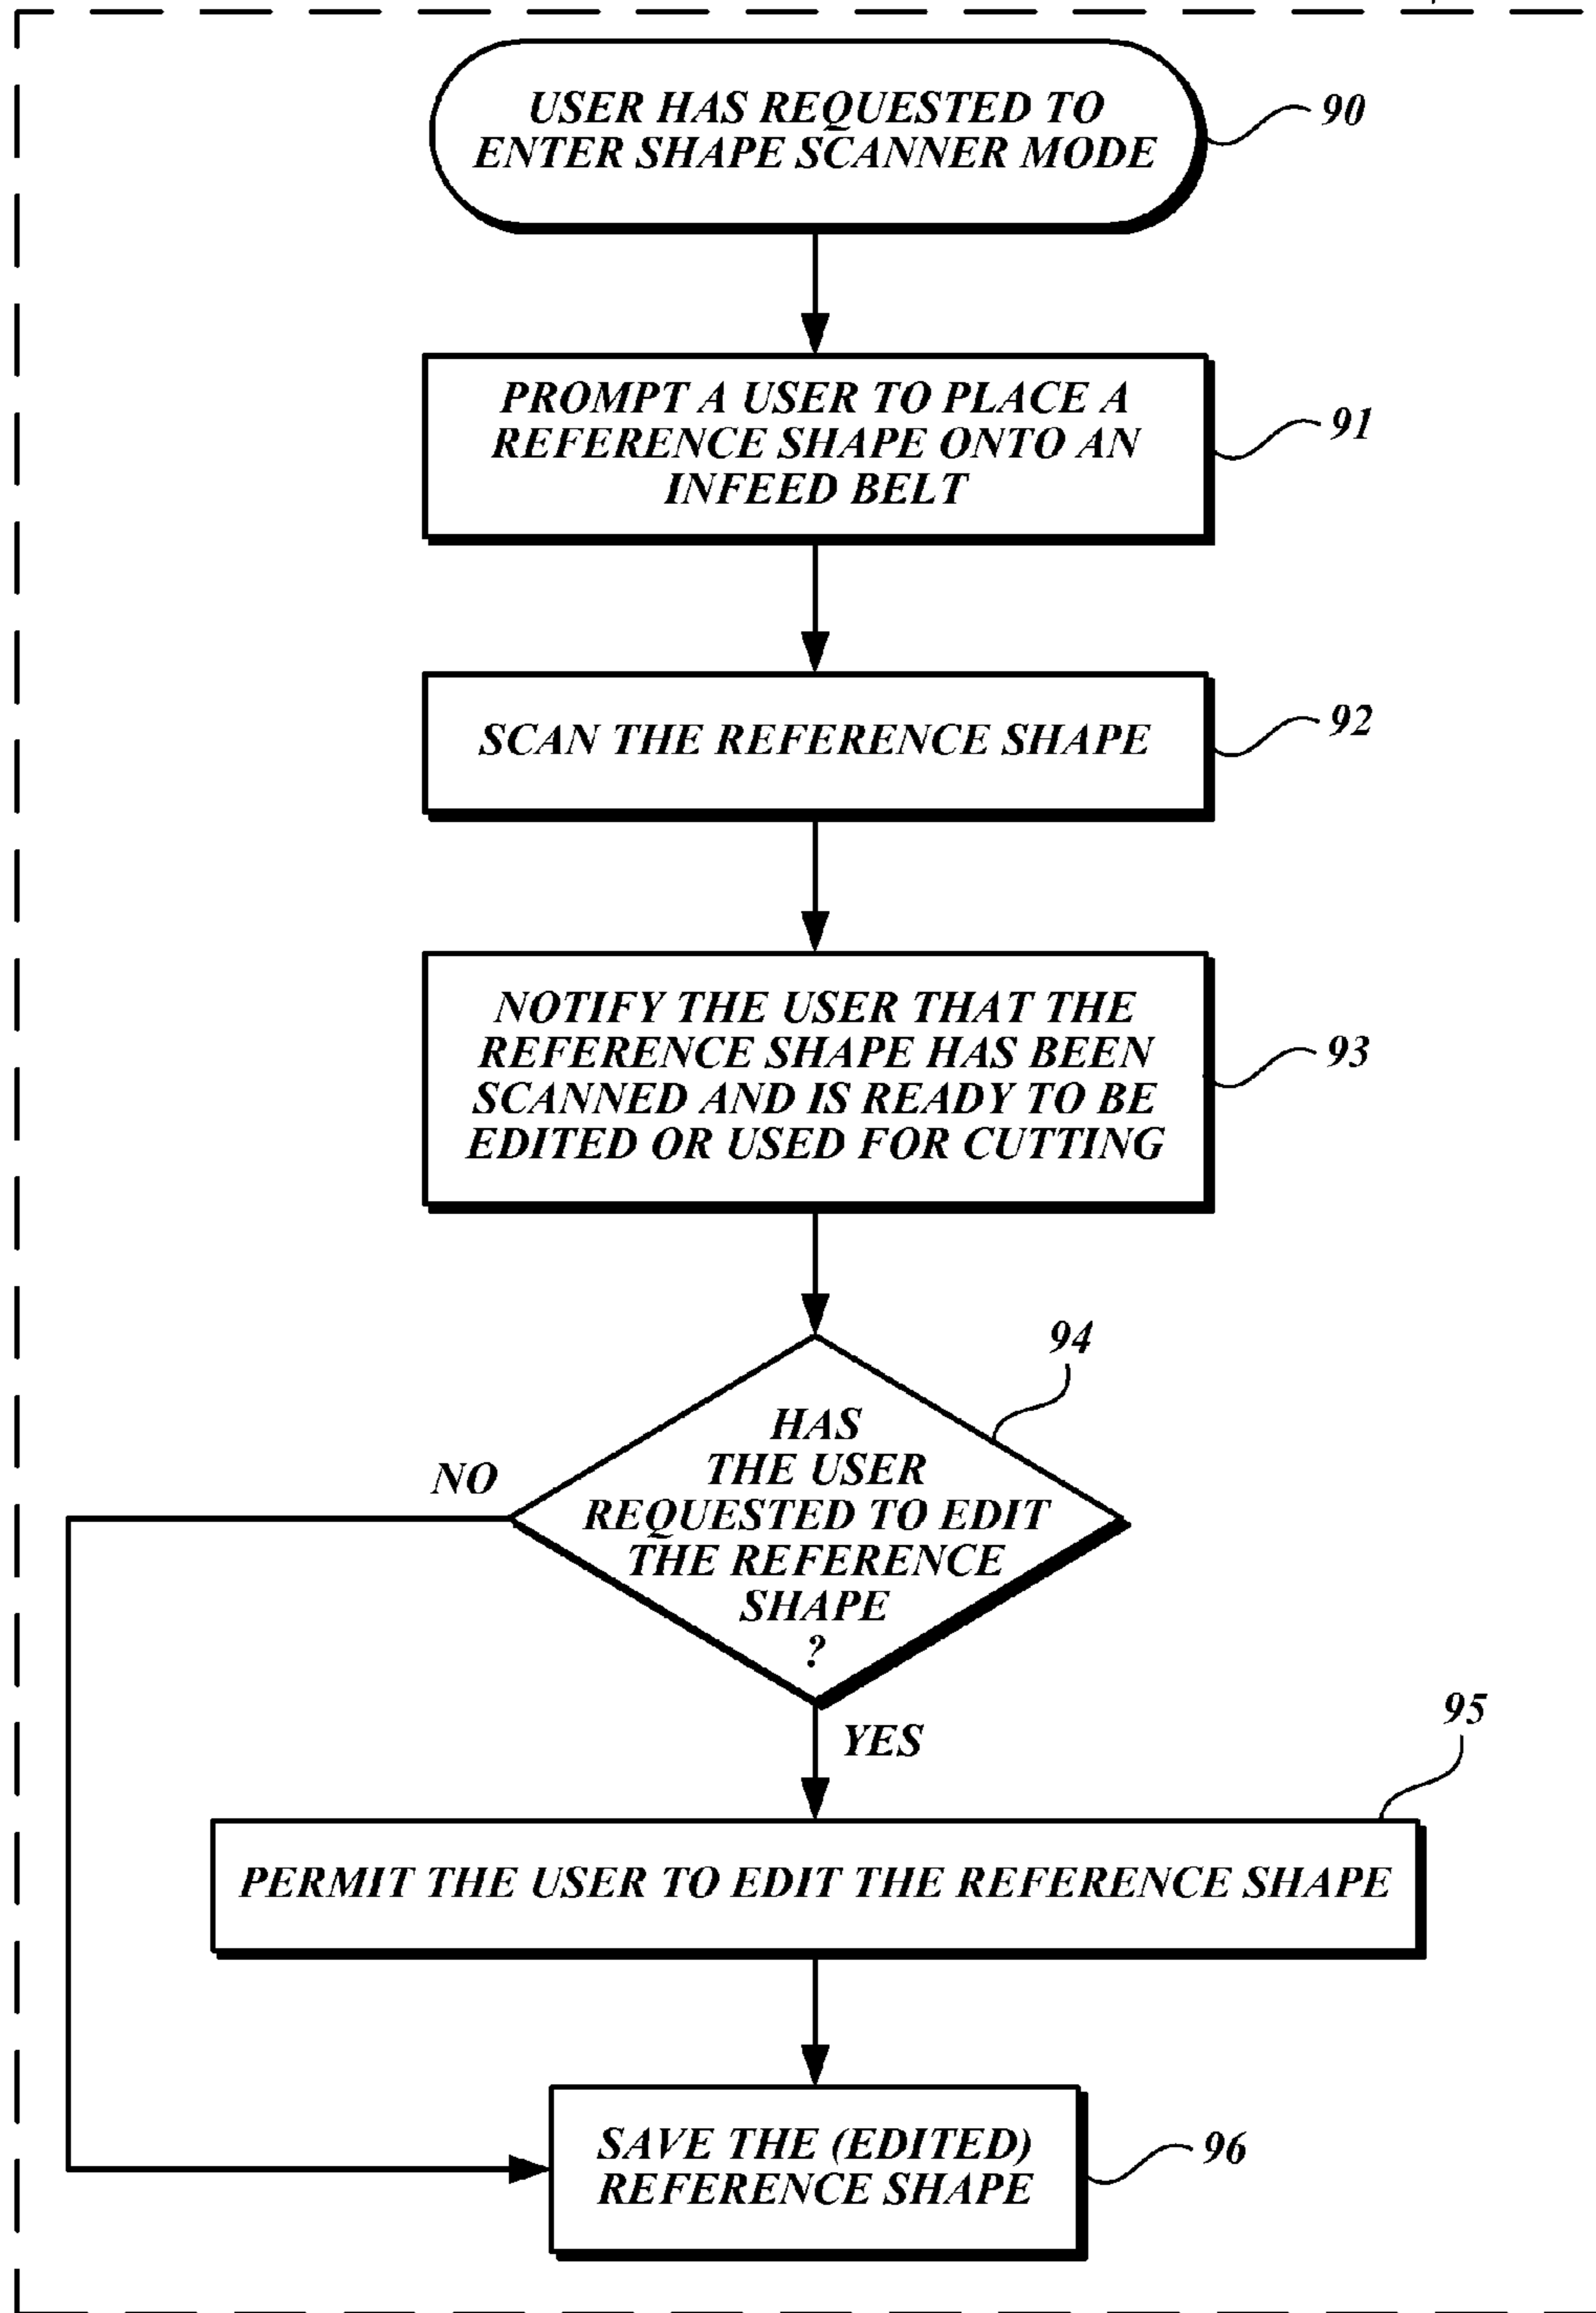 USER HAS REQUESTED TO
ENTER SHAPE SCANNER MODE
90
PROMPT A USER TO PLACE A
REFERENCE SHAPE ONTO AN
INFEED BELT
91
SCAN THE REFERENCE SHAPE
92
NOTIFY THE USER THAT THE
REFERENCE SHAPE HAS BEEN
SCANNED AND IS READY TO BE
EDITED OR USED FOR CUTTING
93
94
HAS
THE USER
REQUESTED TO EDIT
THE REFERENCE
SHAPE
?
NO
YES
95
PERMIT THE USER TO EDIT THE REFERENCE SHAPE
SAVE THE (EDITED)
REFERENCE SHAPE
96